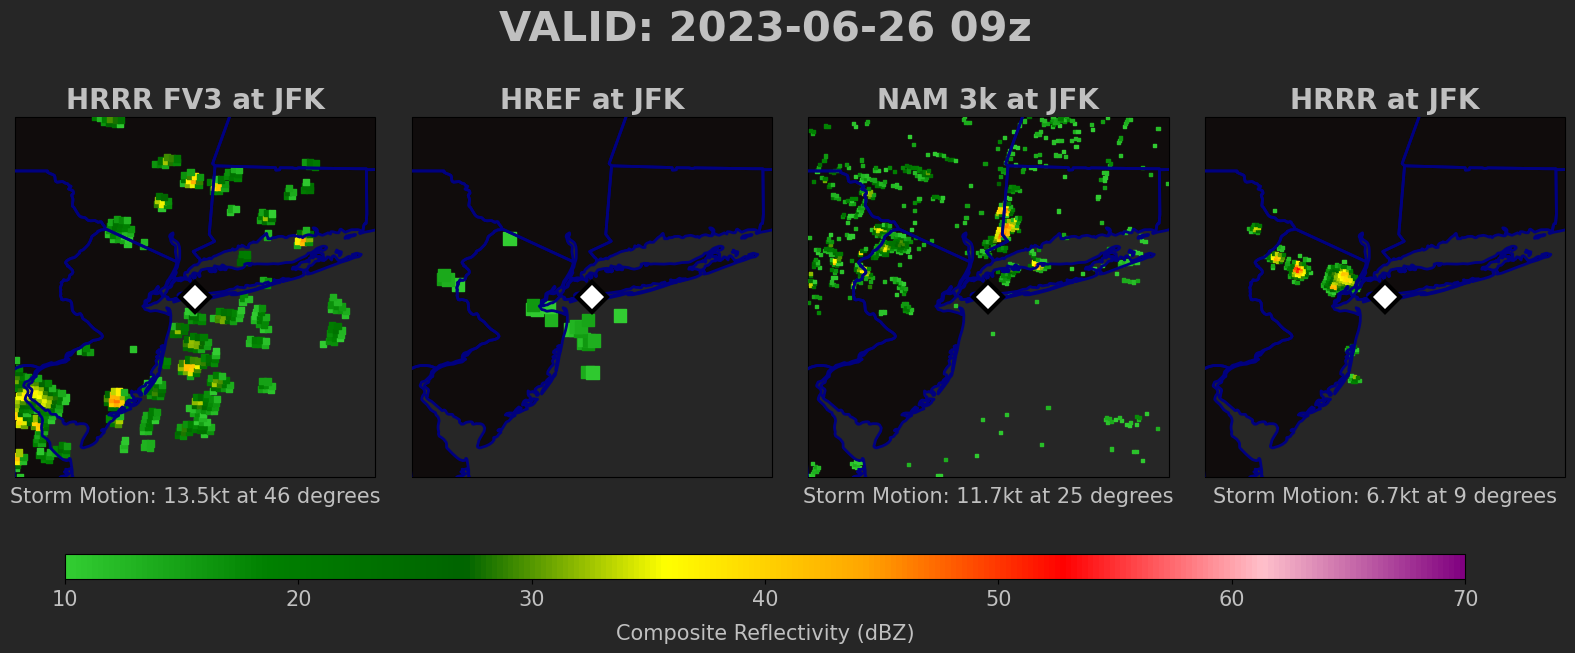 VALID: 2023-06-26 09z
HRRR FV3 at JFK
HREF at JFK
NAM 3k at JFK
HRRR at JFK
Storm Motion: 13.5kt at 46 degrees
Storm Motion: 11.7kt at 25 degrees
Storm Motion: 6.7kt at 9 degrees
10 20 30 40 50 60 70
Composite Reflectivity (dBZ)